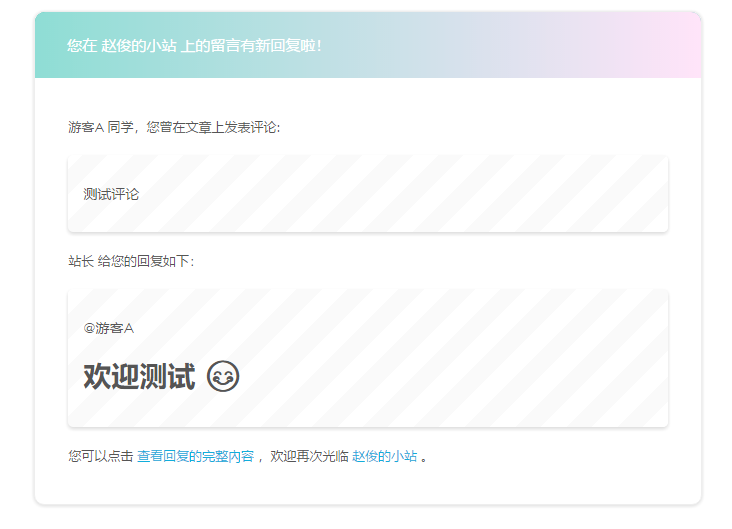 您在 赵俊的小站 上的留言有新回复啦!
游客A 同学，您曾在文章上发表评论:
测试评论
站长 给您的回复如下:
@游客A
欢迎测试 😊
您可以点击 查看回复的完整内容 ，欢迎再次光临 赵俊的小站 。